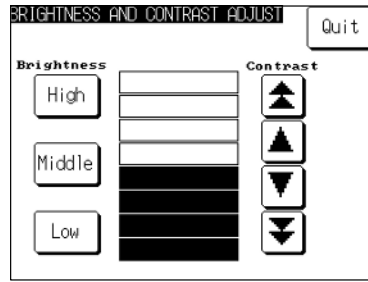 BRIGHTNESS AND CONTRAST ADJUST
Quit
Brightness
Contrast
High
Middle
Low